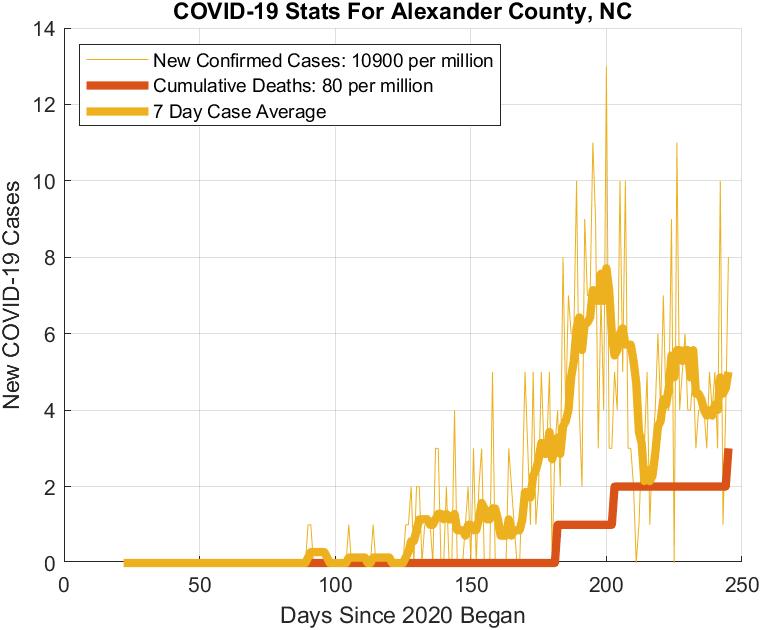 COVID-19 Stats For Alexander County, NC
New Confirmed Cases: 10900 per million
Cumulative Deaths: 80 per million
7 Day Case Average
New COVID-19 Cases
14
12
10
8
6
4
2
0
0 50 100 150 200 250
Days Since 2020 Began